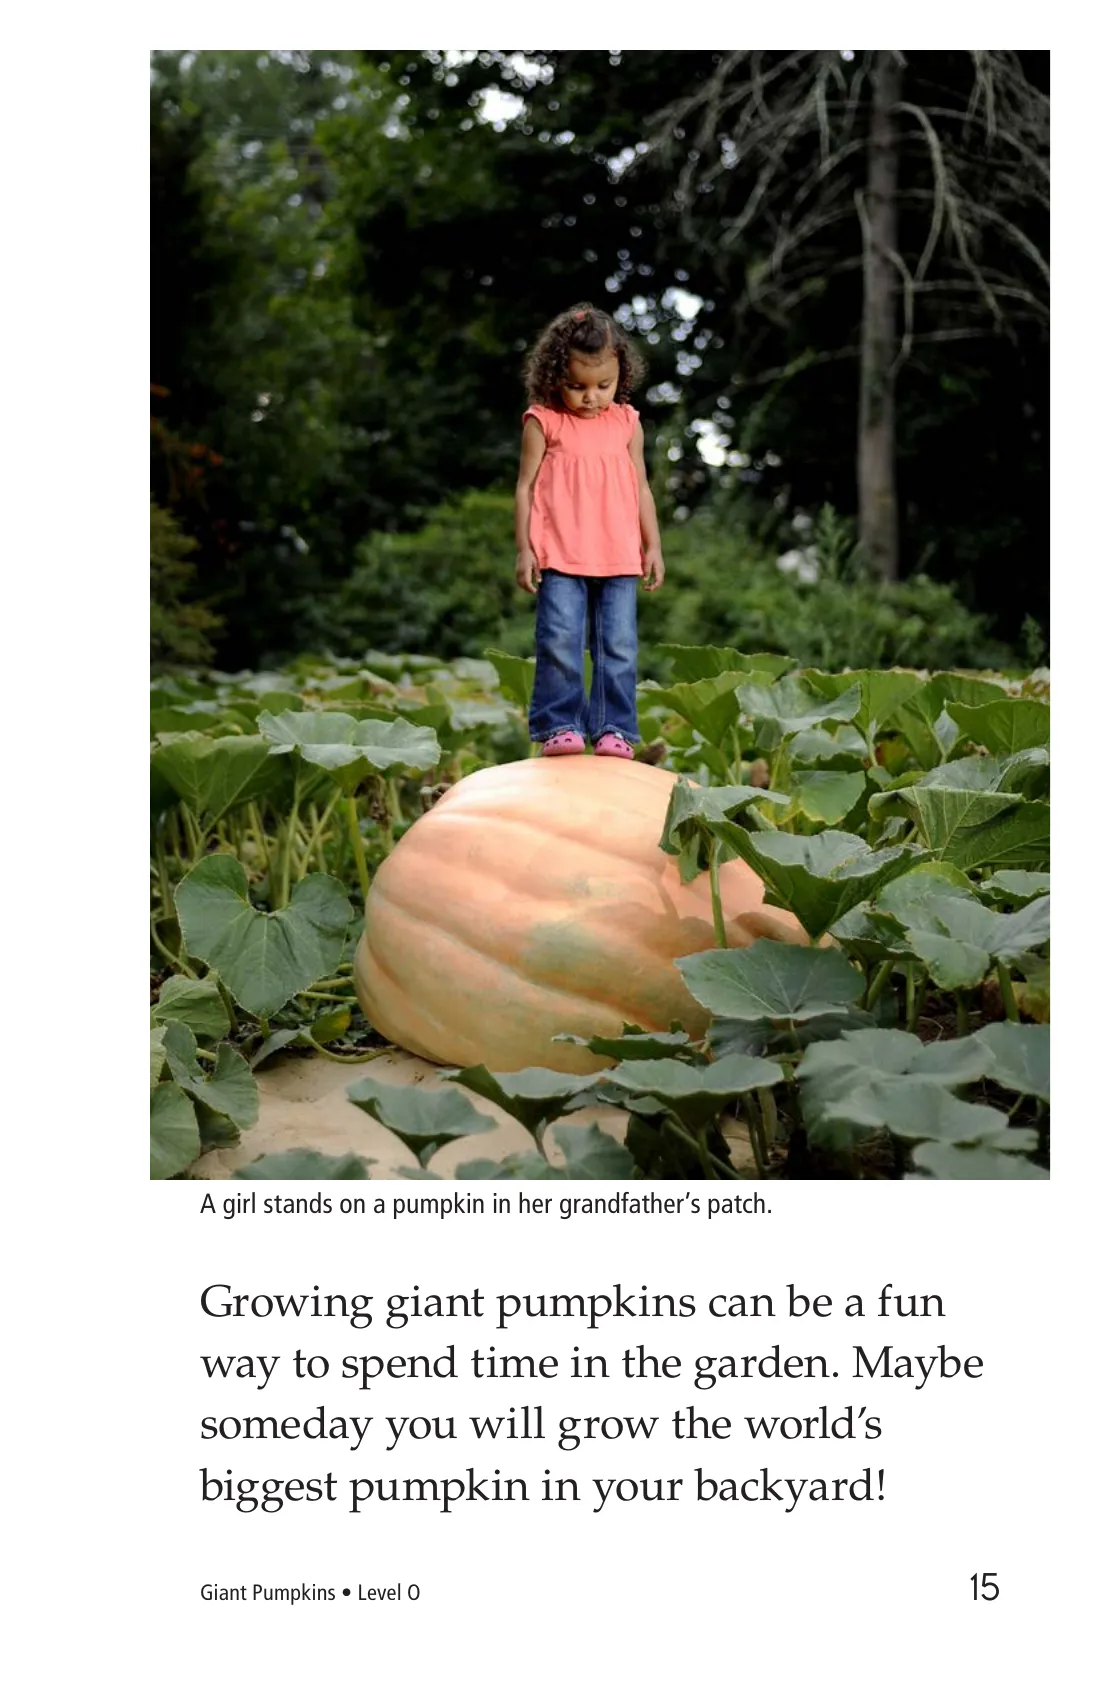 A girl stands on a pumpkin in her grandfather’s patch.
Growing giant pumpkins can be a fun
way to spend time in the garden. Maybe
someday you will grow the world’s
biggest pumpkin in your backyard!
Giant Pumpkins • Level O
15